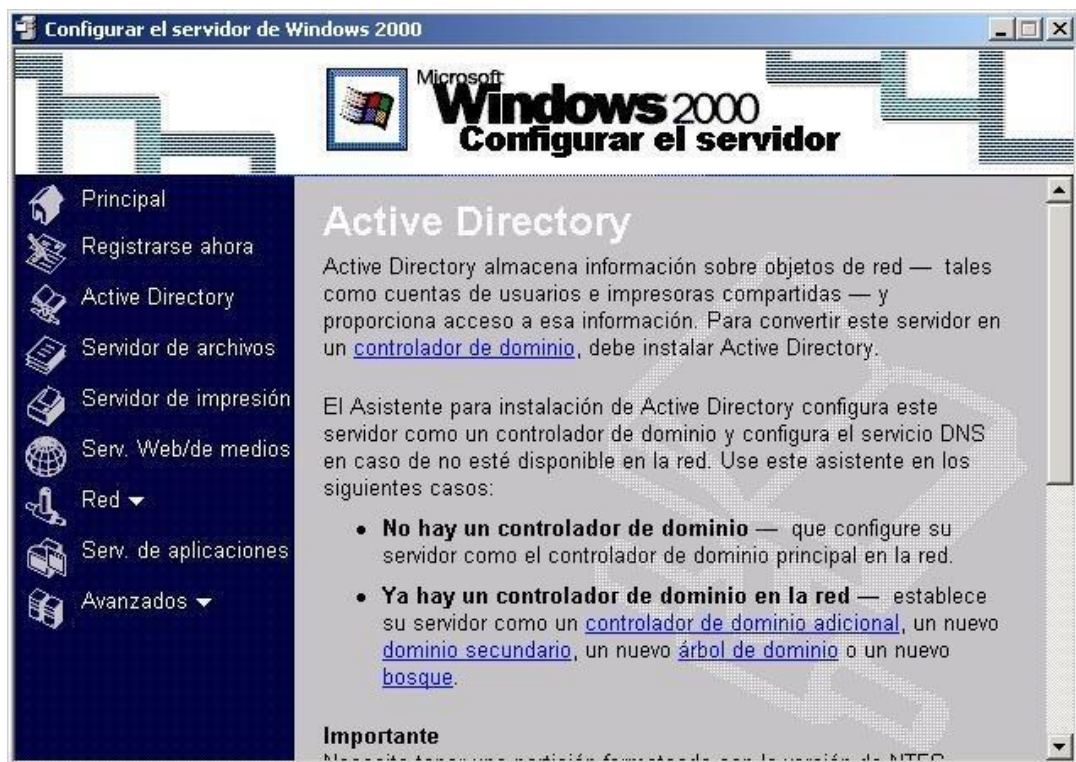 Configurar el servidor de Windows 2000
Microsoft
Windows 2000
Configurar el servidor
Principal
Registrarse ahora
Active Directory
Servidor de archivos
Servidor de impresión
Serv. Web/de medios
Red
Serv. de aplicaciones
Avanzados
Active Directory
Active Directory almacena información sobre objetos de red — tales
como cuentas de usuarios e impresoras compartidas — y
proporciona acceso a esa información. Para convertir este servidor en
un controlador de dominio, debe instalar Active Directory.
El Asistente para instalación de Active Directory configura este
servidor como un controlador de dominio y configura el servicio DNS
en caso de no esté disponible en la red. Use este asistente en los
siguientes casos:
• No hay un controlador de dominio — que configure su
servidor como el controlador de dominio principal en la red.
• Ya hay un controlador de dominio en la red — establece
su servidor como un controlador de dominio adicional, un nuevo
dominio secundario, un nuevo árbol de dominio o un nuevo
bosque.
Importante